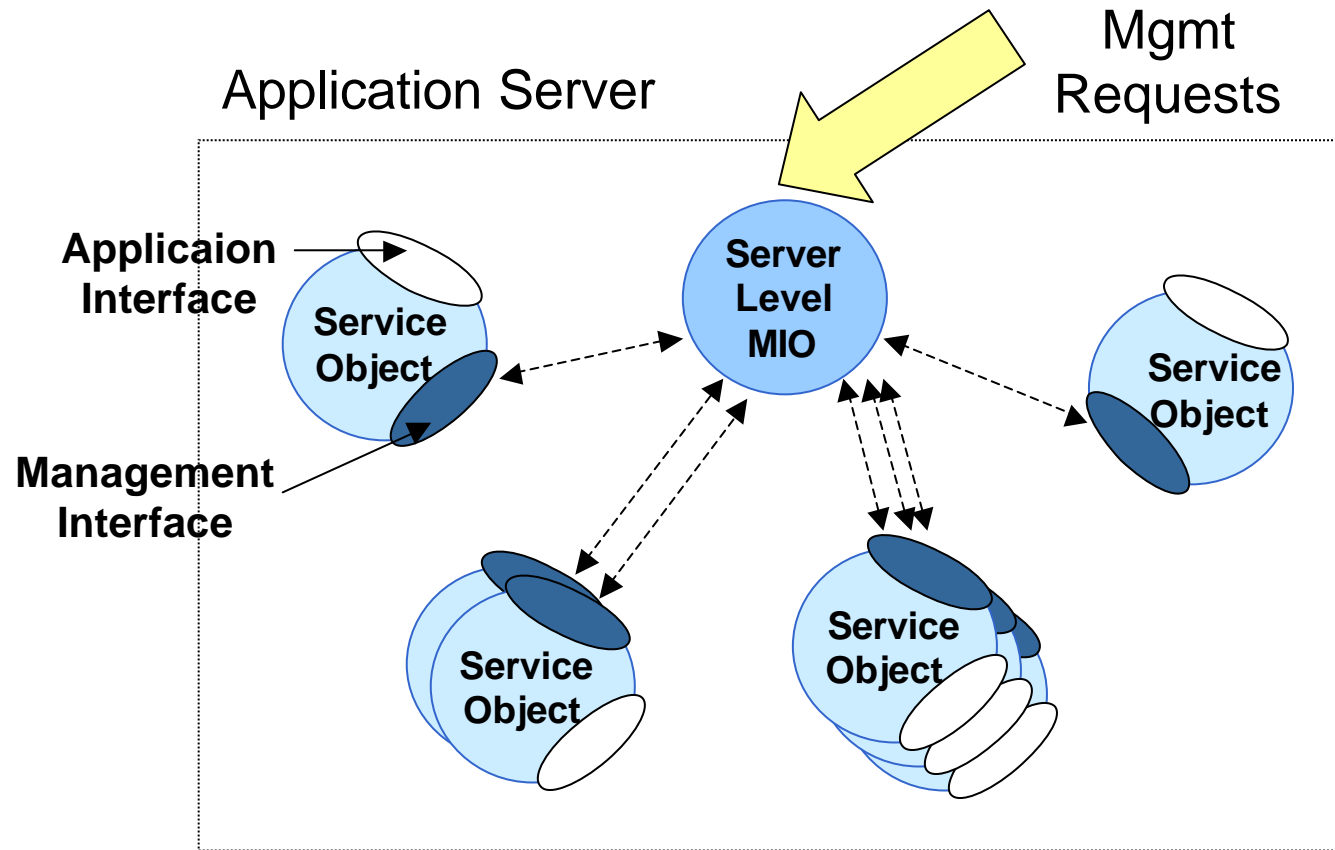 Mgmt
Requests
Application Server
Applicaion
Interface
Server
Level
MIO
Service
Object
Service
Object
Management
Interface
Service
Object
Service
Object